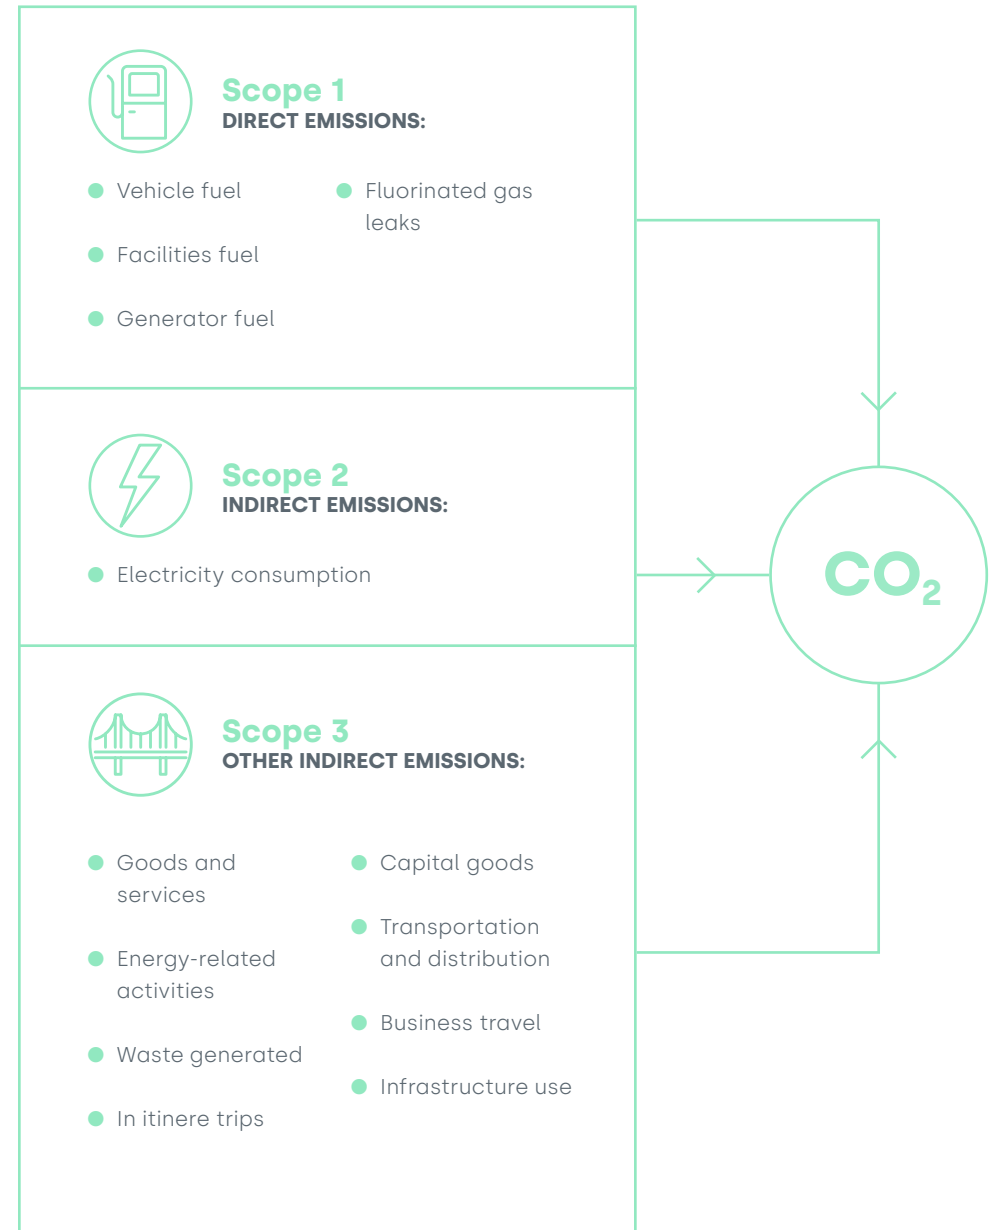 Scope 1
DIRECT EMISSIONS:
Vehicle fuel
Facilities fuel
Generator fuel
Fluorinated gas
leaks
Scope 2
INDIRECT EMISSIONS:
Electricity consumption
Scope 3
OTHER INDIRECT EMISSIONS:
Goods and
services
Energy-related
activities
Waste generated
In itinere trips
Capital goods
Transportation
and distribution
Business travel
Infrastructure use
CO₂